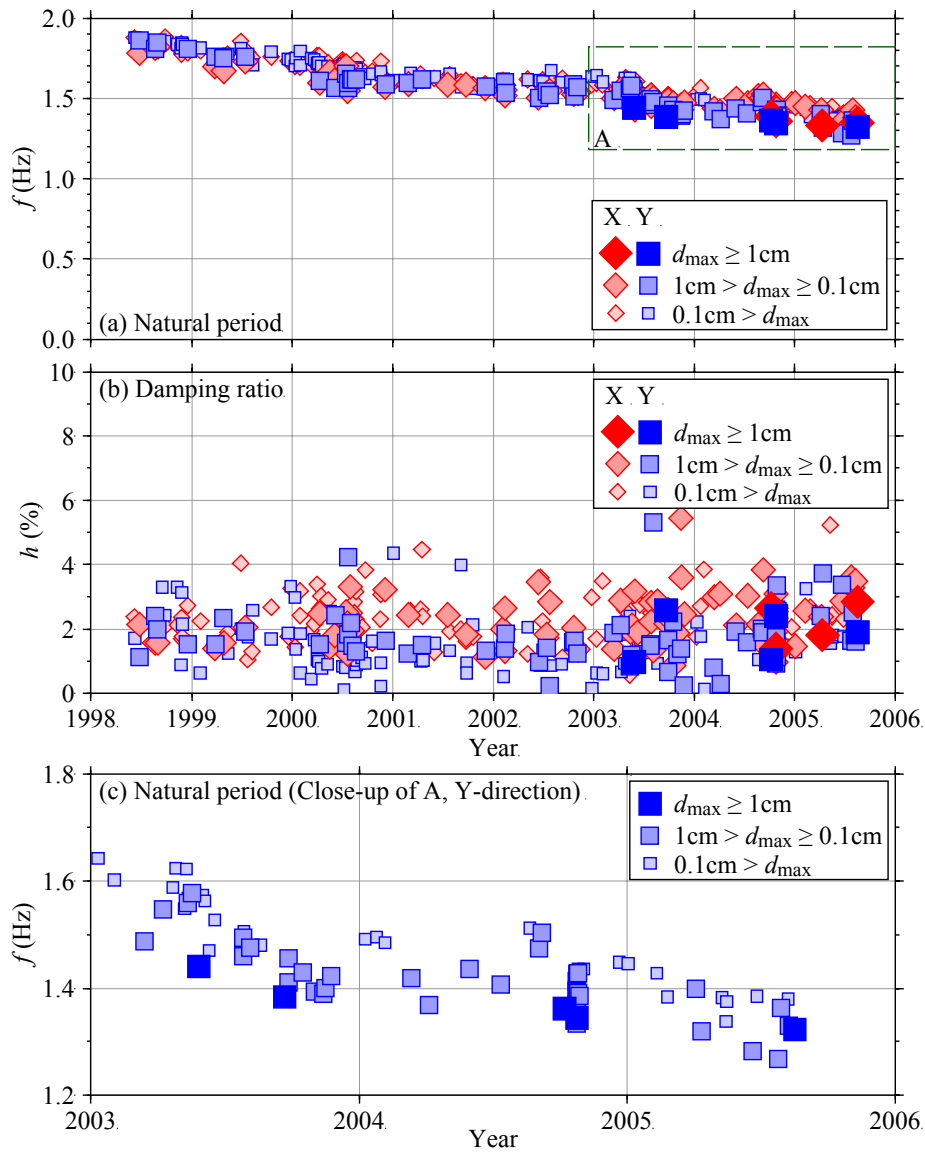 2.0
1.5
1.0
0.5
0.0
f (Hz)
A
(a) Natural period
X Y
dmax ≥ 1cm
1cm > dmax ≥ 0.1cm
0.1cm > dmax
10
8
6
4
2
0
h (%)
(b) Damping ratio
X Y
dmax ≥ 1cm
1cm > dmax ≥ 0.1cm
0.1cm > dmax
1998 1999 2000 2001 2002 2003 2004 2005 2006
Year
1.8
1.6
1.4
1.2
f (Hz)
(c) Natural period (Close-up of A, Y-direction)
dmax ≥ 1cm
1cm > dmax ≥ 0.1cm
0.1cm > dmax
2003 2004 2005 2006
Year